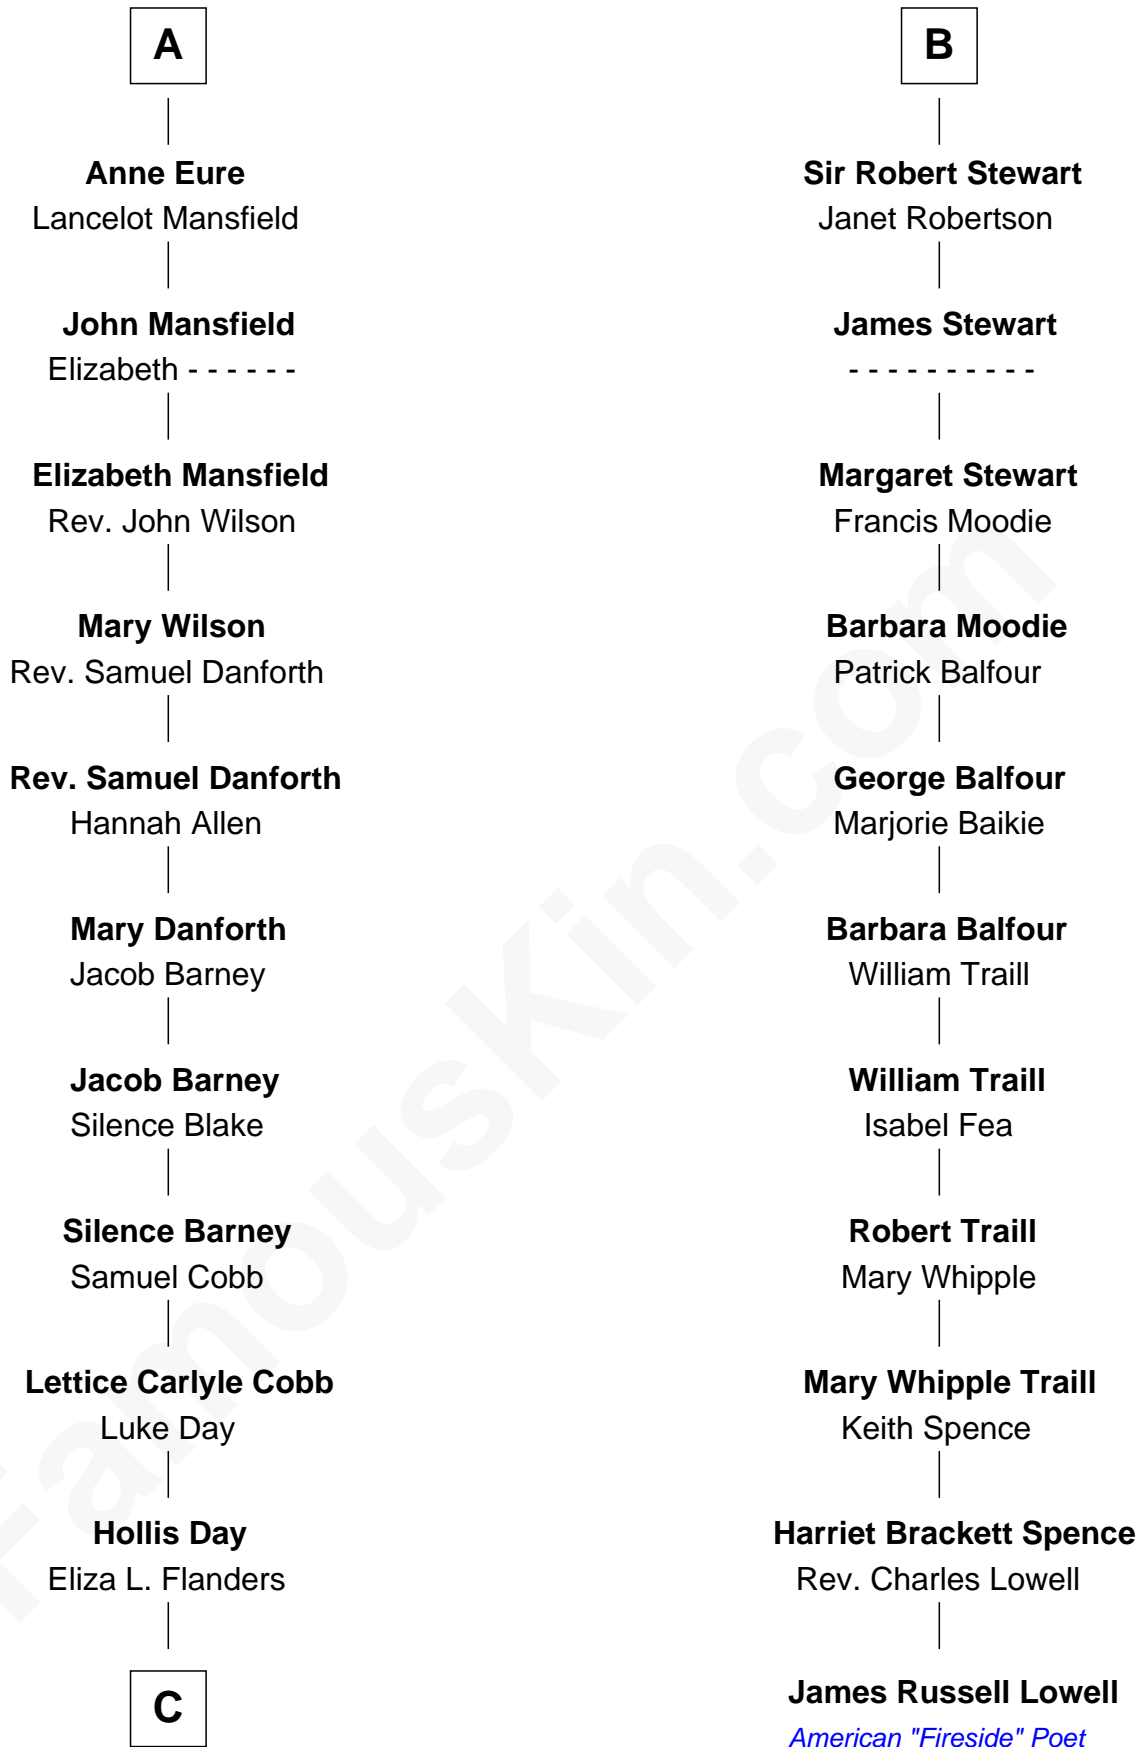 A
Anne Eure
Lancelot Mansfield
John Mansfield
Elizabeth - - - - - -
Elizabeth Mansfield
Rev. John Wilson
Mary Wilson
Rev. Samuel Danforth
Rev. Samuel Danforth
Hannah Allen
Mary Danforth
Jacob Barney
Jacob Barney
Silence Blake
Silence Barney
Samuel Cobb
Lettice Carlyle Cobb
Luke Day
Hollis Day
Eliza L. Flanders
C
B
Sir Robert Stewart
Janet Robertson
James Stewart
- - - - - - - - - -
Margaret Stewart
Francis Moodie
Barbara Moodie
Patrick Balfour
George Balfour
Marjorie Baikie
Barbara Balfour
William Traill
William Traill
Isabel Fea
Robert Traill
Mary Whipple
Mary Whipple Traill
Keith Spence
Harriet Brackett Spence
Rev. Charles Lowell
James Russell Lowell
American "Fireside" Poet
FamousKin.com